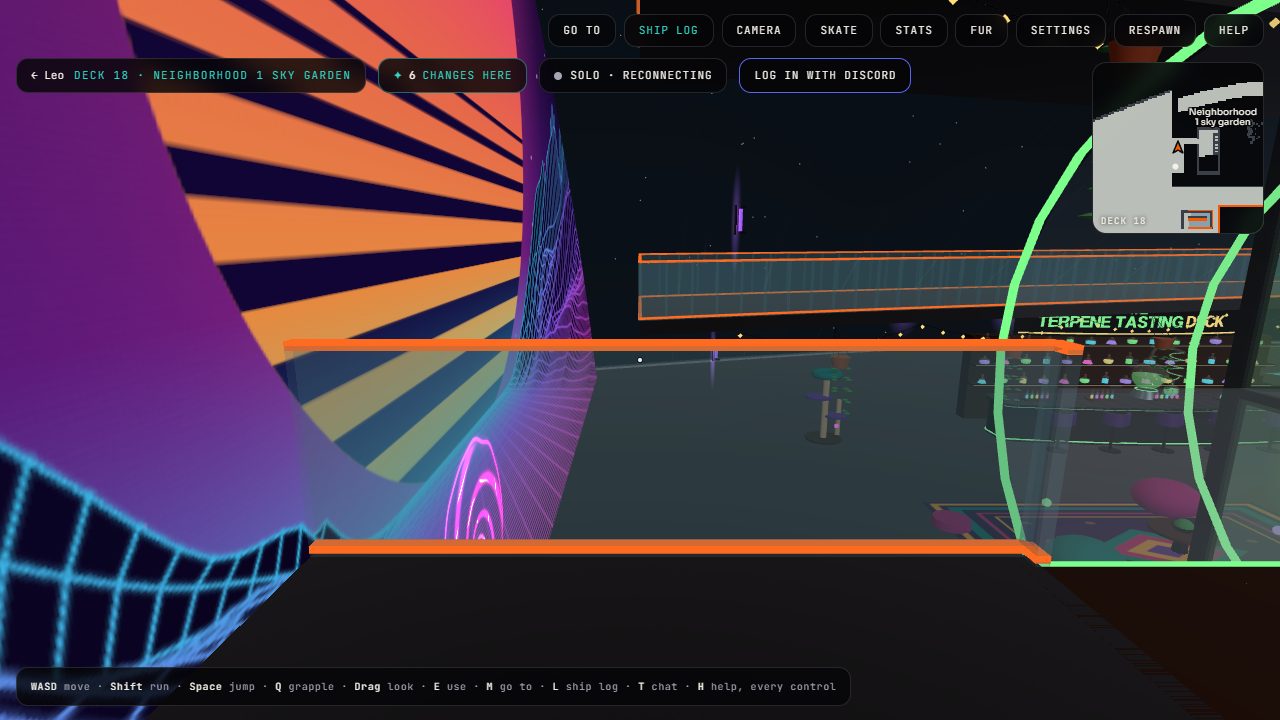 GO TO
SHIP LOG
CAMERA
SKATE
STATS
FUR
SETTINGS
RESPAWN
HELP
← Leo DECK 18 · NEIGHBORHOOD 1 SKY GARDEN
✦ 6 CHANGES HERE
SOLO · RECONNECTING
LOG IN WITH DISCORD
Neighborhood
1 sky garden
DECK 18
TERPENE TASTING DECK
WASD move · Shift run · Space jump · Q grapple · Drag look · E use · M go to · L ship log · T chat · H help, every control